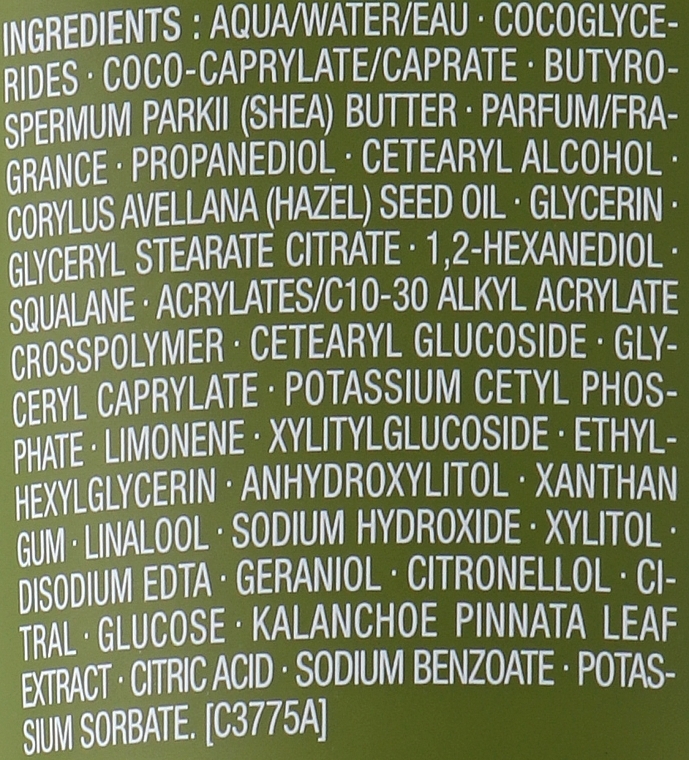 INGREDIENTS : AQUA/WATER/EAU · COCOGLYCE-
RIDES · COCO-CAPRYLATE/CAPRATE · BUTYRO-
SPERMUM PARKII (SHEA) BUTTER · PARFUM/FRA-
GRANCE · PROPANEDIOL · CETEARYL ALCOHOL ·
CORYLUS AVELLANA (HAZEL) SEED OIL · GLYCERIN ·
GLYCERYL STEARATE CITRATE · 1,2-HEXANEDIOL ·
SQUALANE · ACRYLATES/C10-30 ALKYL ACRYLATE
CROSSPOLYMER · CETEARYL GLUCOSIDE · GLY-
CERYL CAPRYLATE · POTASSIUM CETYL PHOS-
PHATE · LIMONENE · XYLITYLGLUCOSIDE · ETHYL-
HEXYLGLYCERIN · ANHYDROXYLITOL · XANTHAN
GUM · LINALOOL · SODIUM HYDROXIDE · XYLITOL ·
DISODIUM EDTA · GERANIOL · CITRONELLOL · CI-
TRAL · GLUCOSE · KALANCHOE PINNATA LEAF
EXTRACT · CITRIC ACID · SODIUM BENZOATE · POTAS-
SIUM SORBATE. [C3775A]